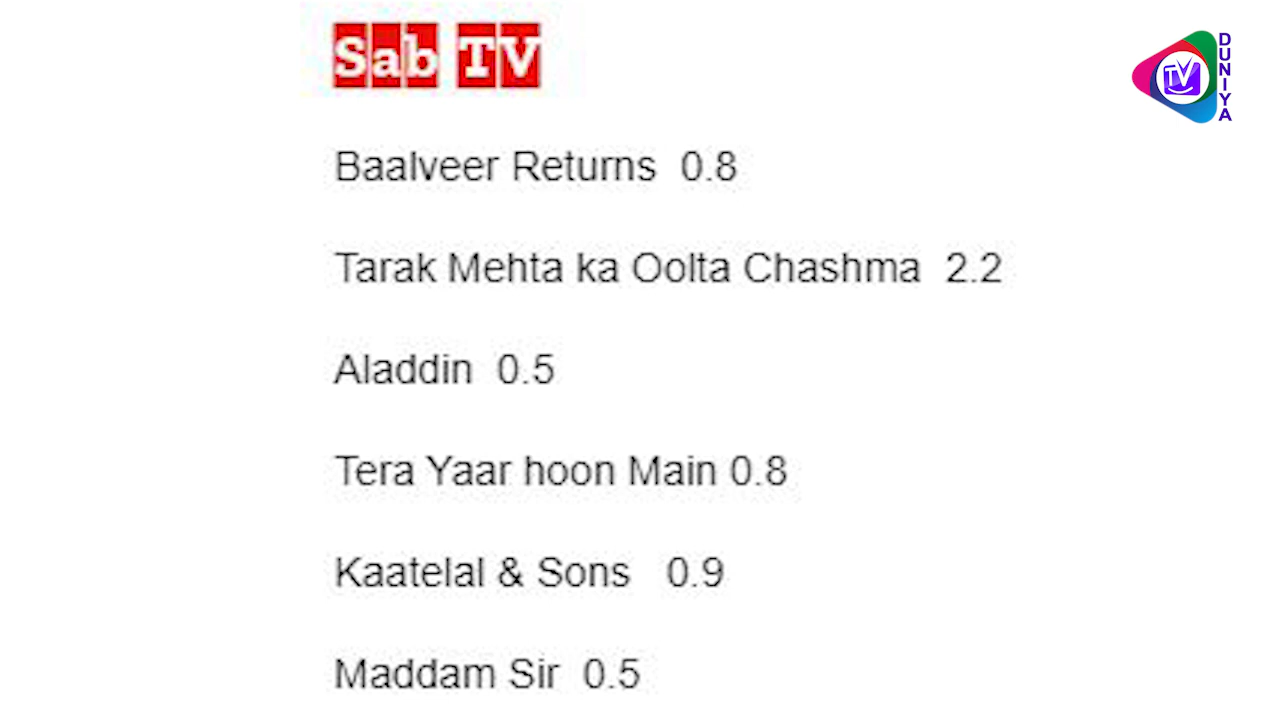 Sab TV
TV DUNIYA
Baalveer Returns 0.8
Tarak Mehta ka Oolta Chashma 2.2
Aladdin 0.5
Tera Yaar hoon Main 0.8
Kaatelal & Sons 0.9
Maddam Sir 0.5